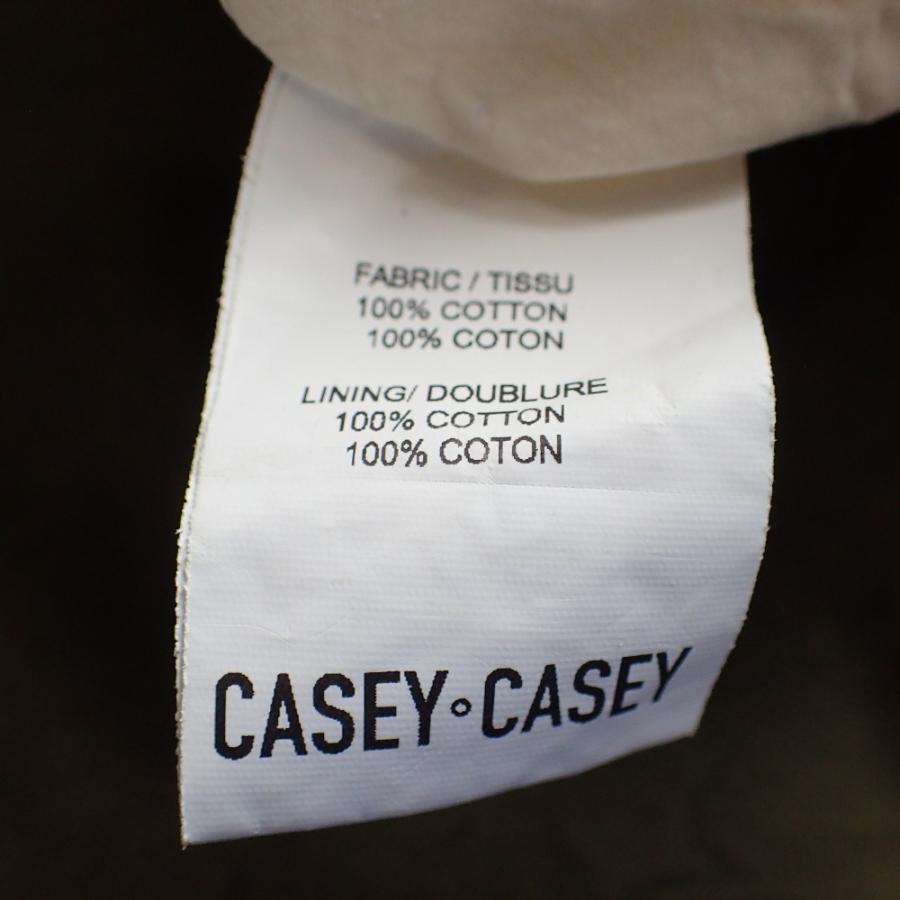 FABRIC / TISSU
100% COTTON
100% COTON
LINING/ DOUBLURE
100% COTTON
100% COTON
CASEY∘CASEY